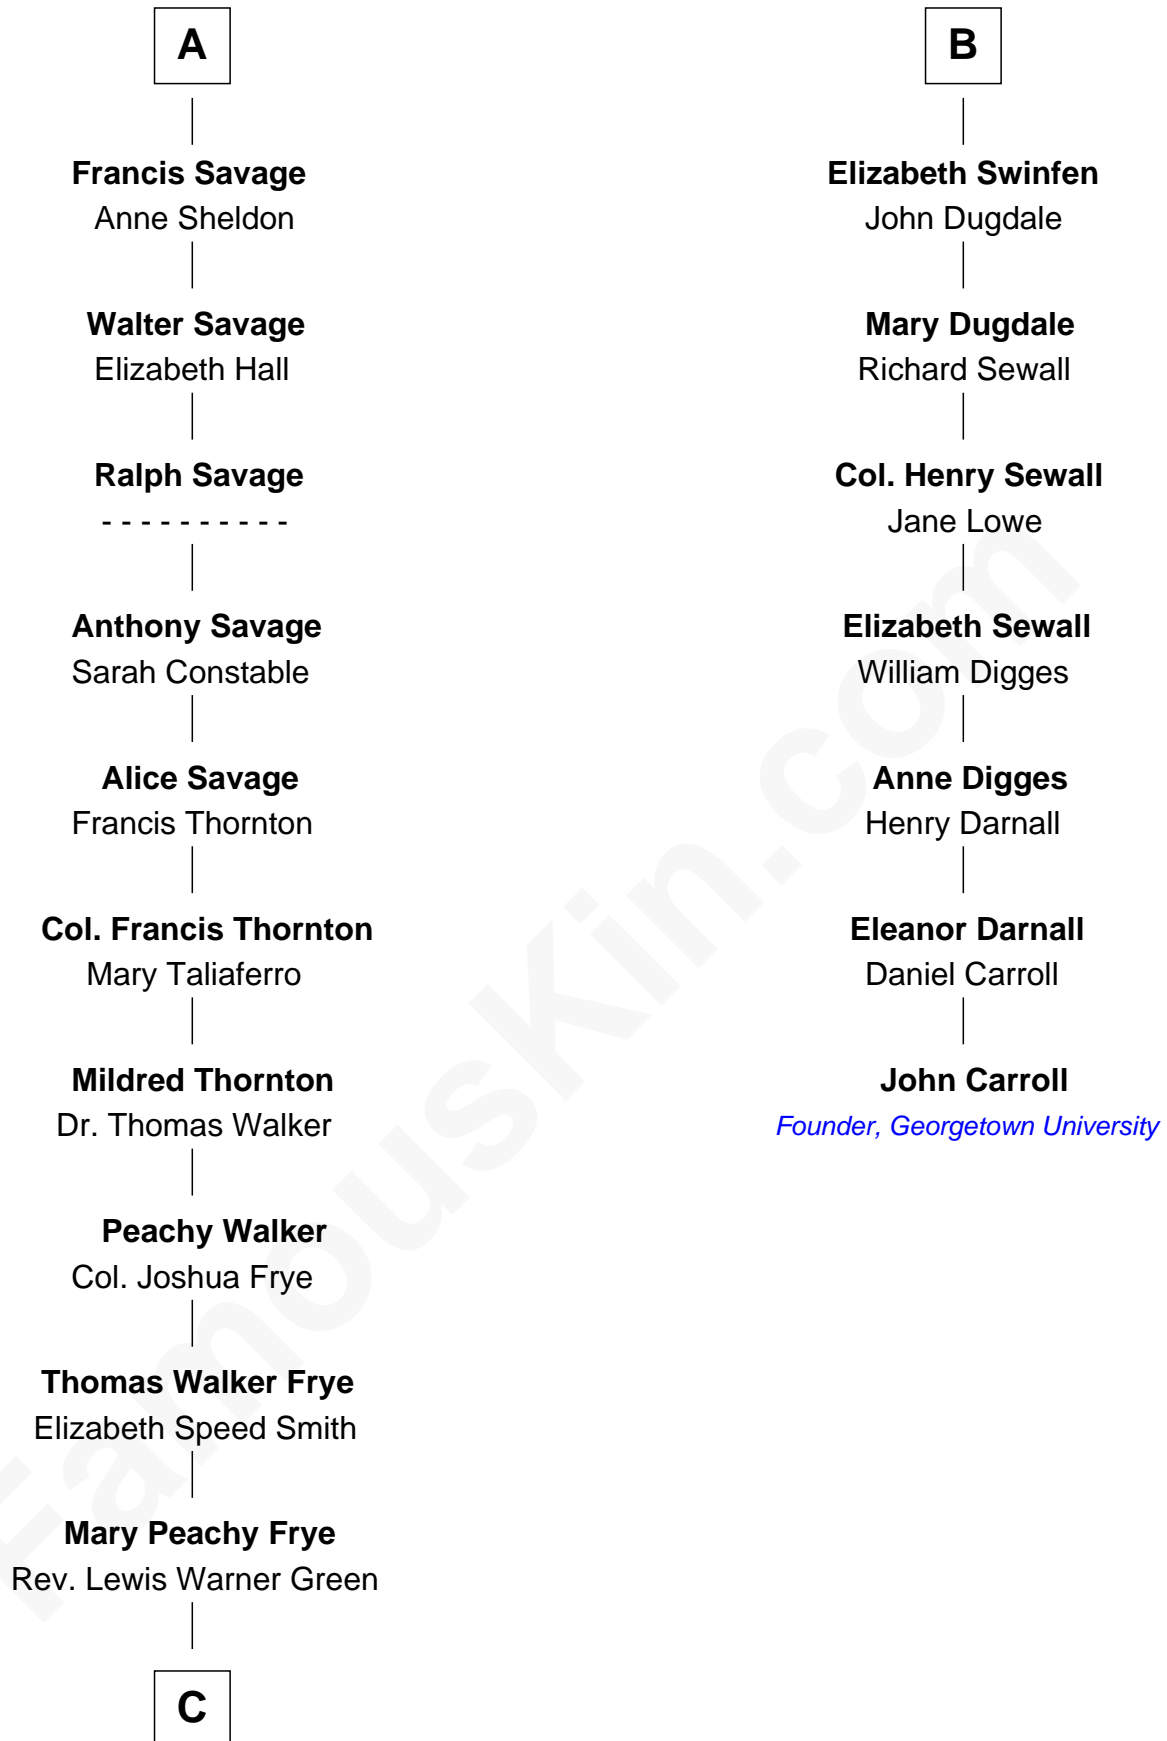 A
Francis Savage
Anne Sheldon
Walter Savage
Elizabeth Hall
Ralph Savage
- - - - - - - - - -
Anthony Savage
Sarah Constable
Alice Savage
Francis Thornton
Col. Francis Thornton
Mary Taliaferro
Mildred Thornton
Dr. Thomas Walker
Peachy Walker
Col. Joshua Frye
Thomas Walker Frye
Elizabeth Speed Smith
Mary Peachy Frye
Rev. Lewis Warner Green
C
B
Elizabeth Swinfen
John Dugdale
Mary Dugdale
Richard Sewall
Col. Henry Sewall
Jane Lowe
Elizabeth Sewall
William Digges
Anne Digges
Henry Darnall
Eleanor Darnall
Daniel Carroll
John Carroll
Founder, Georgetown University
FamousKin.com